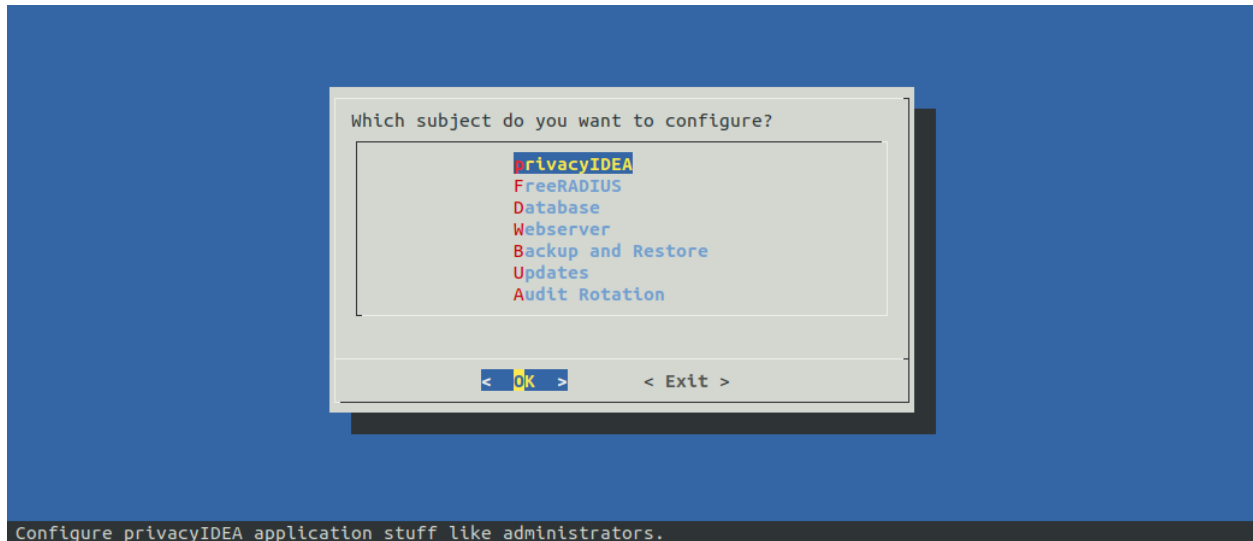 Which subject do you want to configure?
privacyIDEA
FreeRADIUS
Database
Webserver
Backup and Restore
Updates
Audit Rotation
< OK > < Exit >
Configure privacyIDEA application stuff like administrators.